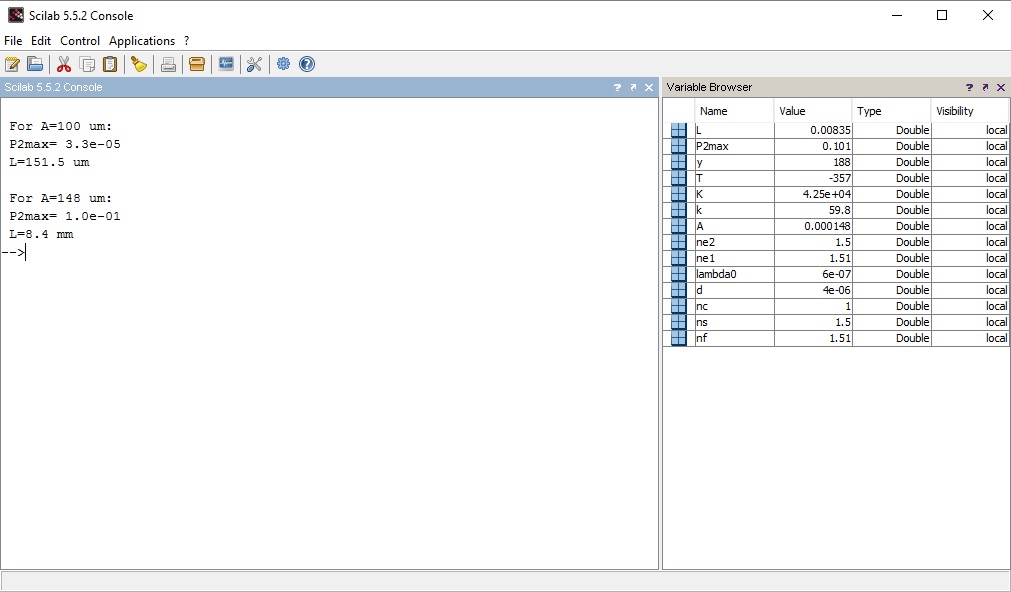 Scilab 5.5.2 Console
File Edit Control Applications ?
Scilab 5.5.2 Console ?
For A=100 um:
P2max= 3.3e-05
L=151.5 um
For A=148 um:
P2max= 1.0e-01
L=8.4 mm
-->
Variable Browser ?
Name Value Type Visibility
L 0.00835 Double local
P2max 0.101 Double local
y 188 Double local
T -357 Double local
K 4.25e+04 Double local
k 59.8 Double local
A 0.000148 Double local
ne2 1.5 Double local
ne1 1.51 Double local
lambda0 6e-07 Double local
d 4e-06 Double local
nc 1 Double local
ns 1.5 Double local
nf 1.51 Double local